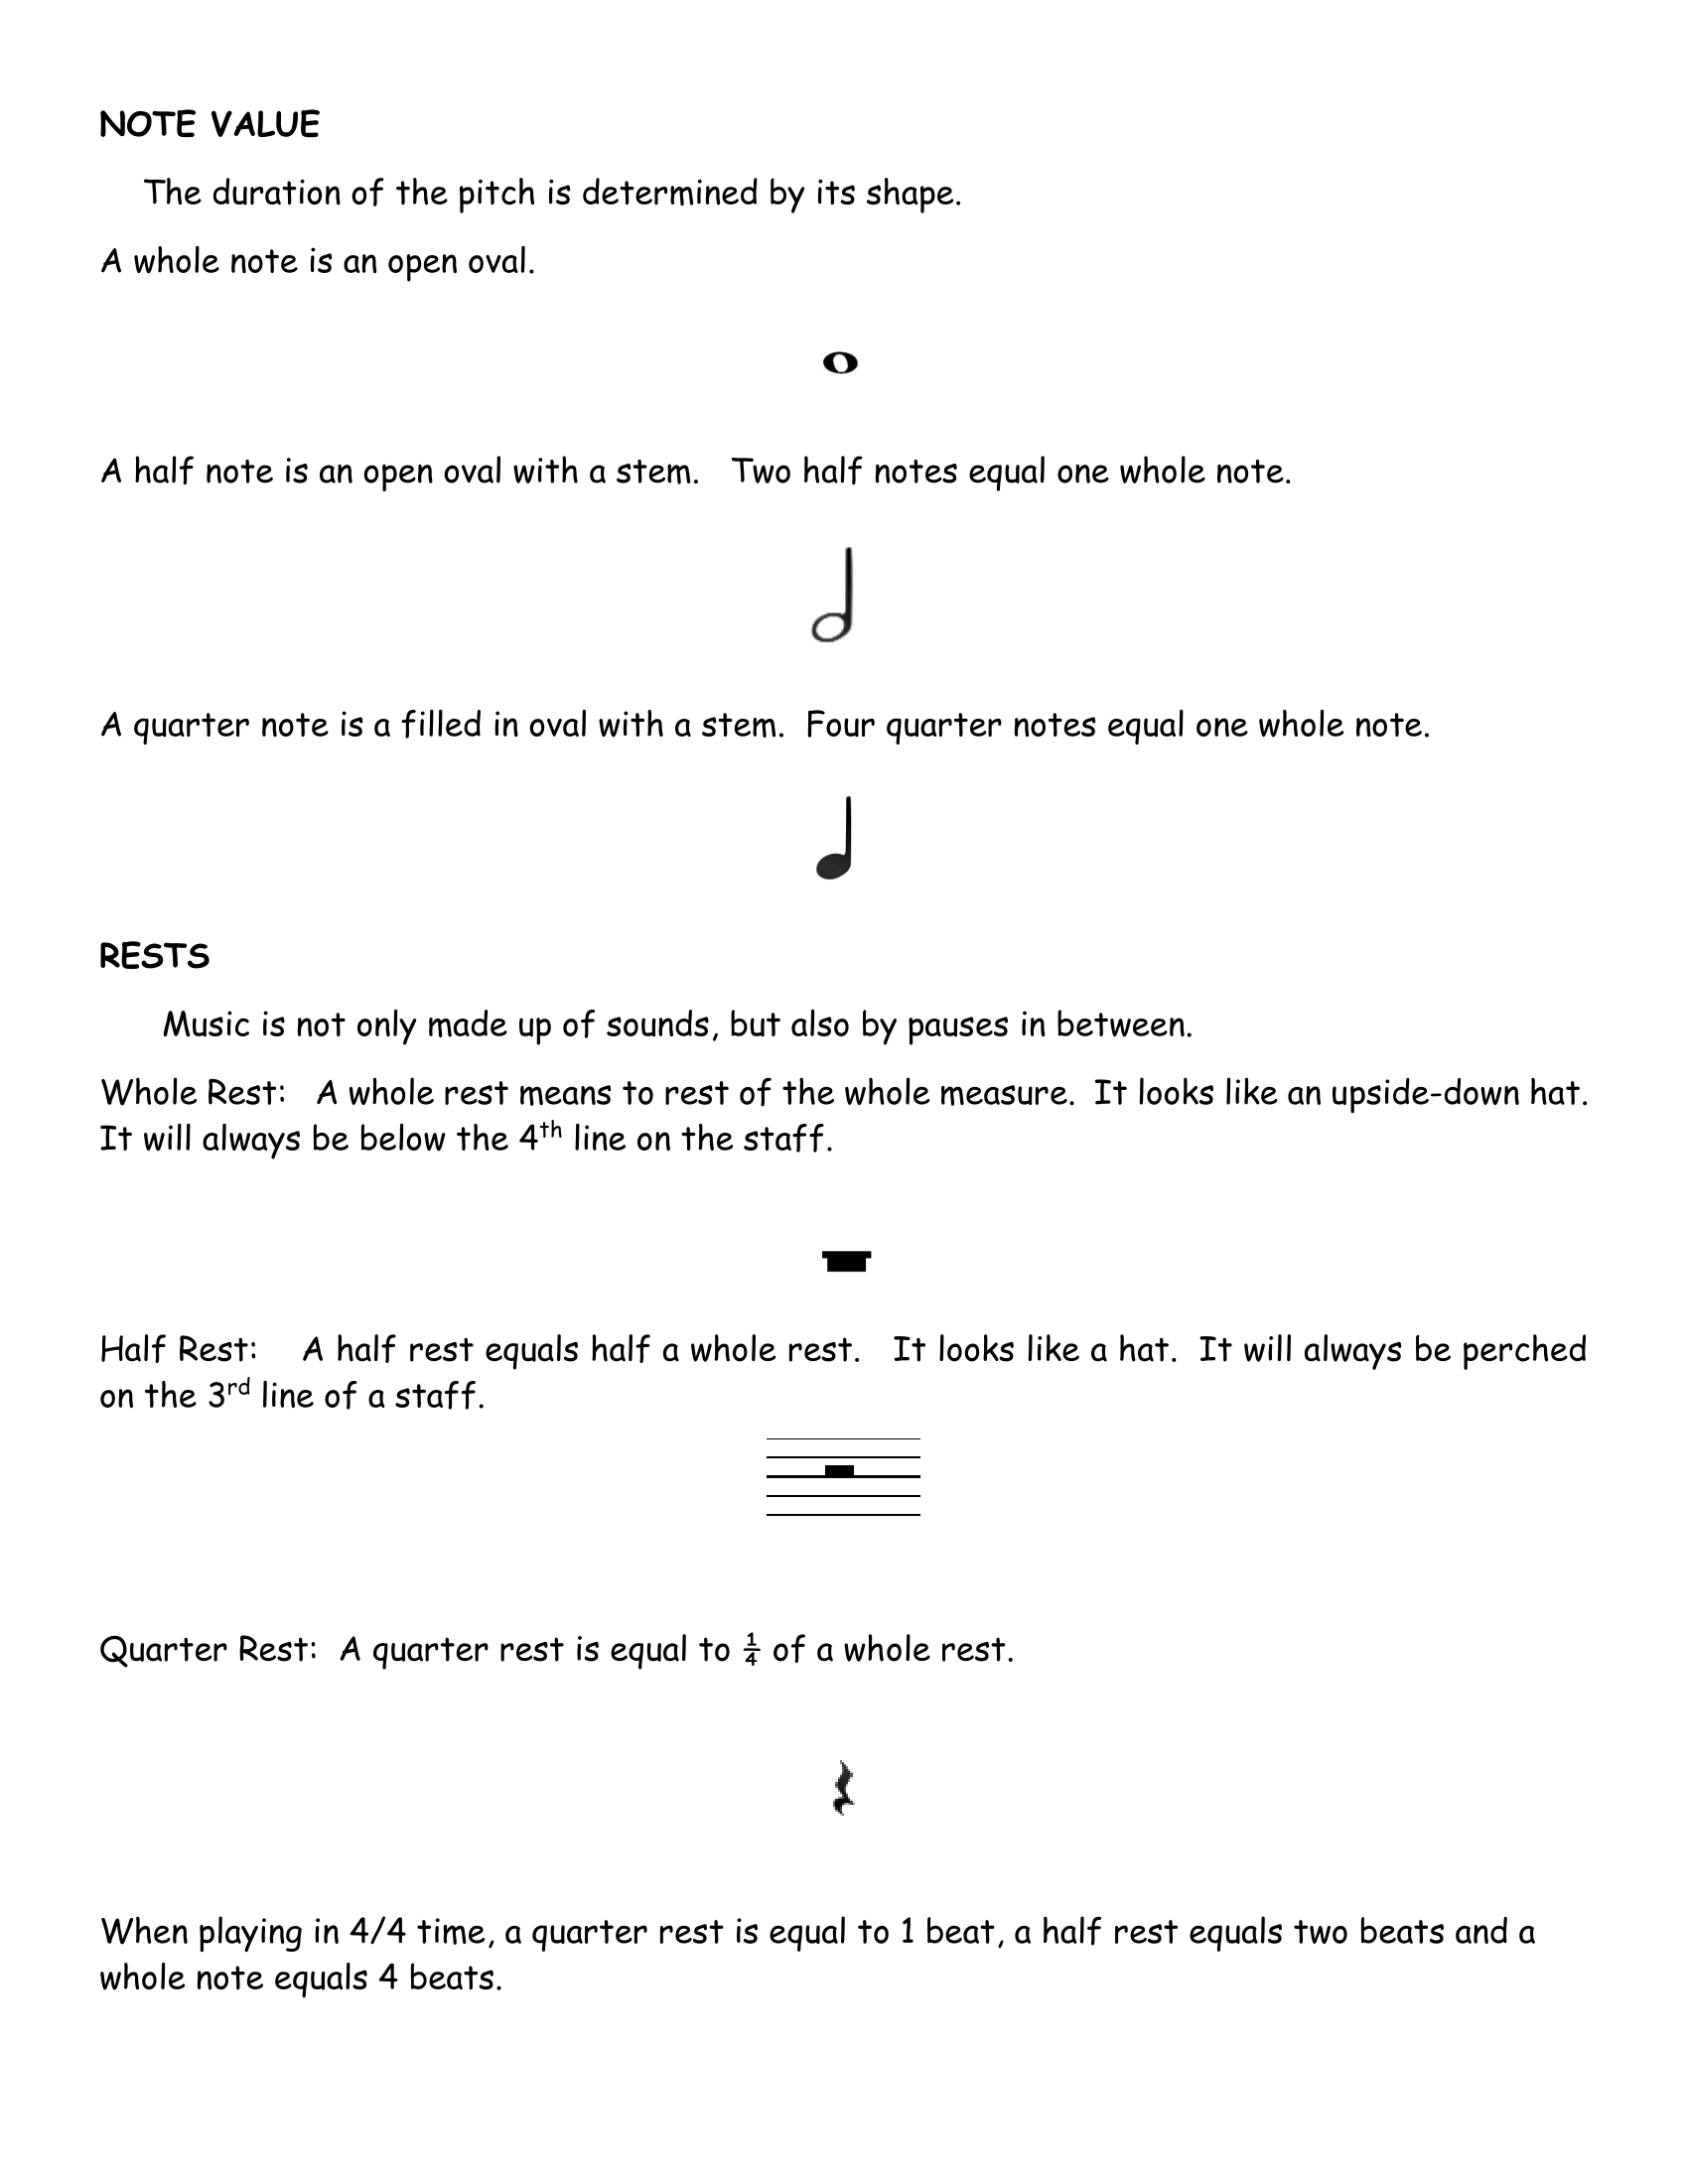 NOTE VALUE
The duration of the pitch is determined by its shape.
A whole note is an open oval.
A half note is an open oval with a stem.   Two half notes equal one whole note.
A quarter note is a filled in oval with a stem.  Four quarter notes equal one whole note.
RESTS
Music is not only made up of sounds, but also by pauses in between.
Whole Rest:   A whole rest means to rest of the whole measure.  It looks like an upside-down hat.
It will always be below the 4th line on the staff.
Half Rest:    A half rest equals half a whole rest.   It looks like a hat.  It will always be perched
on the 3rd line of a staff.
Quarter Rest:  A quarter rest is equal to ¼ of a whole rest.
When playing in 4/4 time, a quarter rest is equal to 1 beat, a half rest equals two beats and a
whole note equals 4 beats.